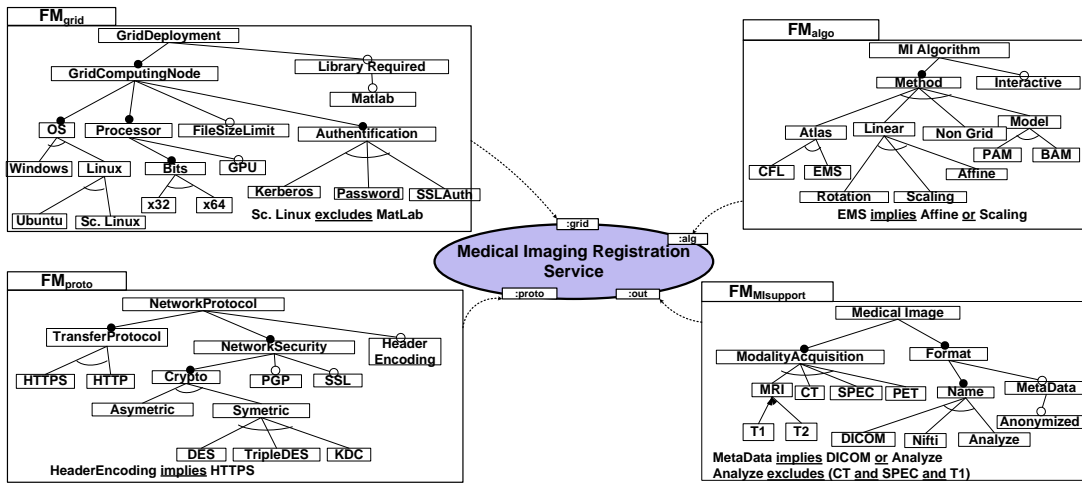 FMgrid
GridDeployment
GridComputingNode
Library Required
Matlab
OS
Processor
FileSizeLimit
Authentification
Windows
Linux
Bits
GPU
Kerberos
Password
SSLAuth
x32
x64
Ubuntu
Sc. Linux
Sc. Linux excludes MatLab
FMalgo
MI Algorithm
Method
Interactive
Atlas
Linear
Non Grid
Model
PAM
BAM
CFL
EMS
Affine
Rotation
Scaling
EMS implies Affine or Scaling
:grid
:alg
Medical Imaging Registration
Service
:proto
:out
FMproto
NetworkProtocol
TransferProtocol
NetworkSecurity
Header
Encoding
HTTPS
HTTP
Crypto
PGP
SSL
Asymetric
Symetric
DES
TripleDES
KDC
HeaderEncoding implies HTTPS
FMMIsupport
Medical Image
ModalityAcquisition
Format
MRI
CT
SPEC
PET
Name
MetaData
Anonymized
T1
T2
DICOM
Nifti
Analyze
MetaData implies DICOM or Analyze
Analyze excludes (CT and SPEC and T1)